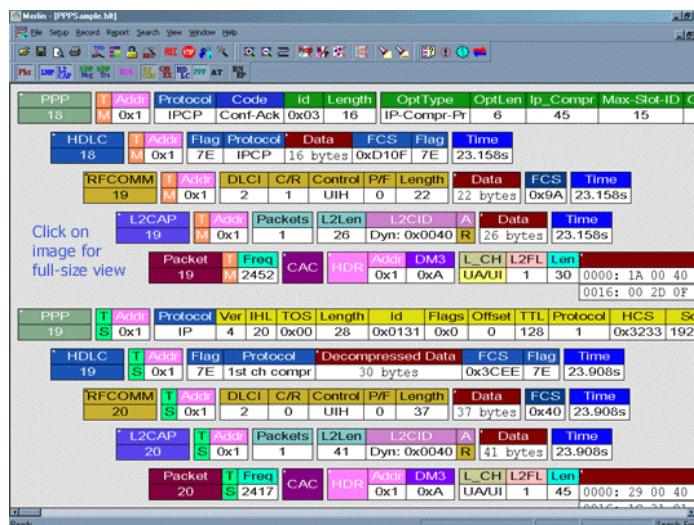 Merlin - [PPPSample.blt]
File Setup Record Report Search View Window Help
PPP T Addr Protocol Code Id Length OptType OptLen Ip_Compr Max-Slot-ID
18 M 0x1 IPCP Conf-Ack 0x03 16 IP-Compr-Pr 6 45 15
HDLC T Addr Flag Protocol Data FCS Flag Time
18 M 0x1 7E IPCP 16 bytes 0xD10F 7E 23.158s
RFCOMM T Addr DLCI C/R Control P/F Length Data FCS Time
19 M 0x1 2 1 UIH 0 22 22 bytes 0x9A 23.158s
L2CAP T Addr Packets L2Len L2CID A Data Time
19 M 0x1 1 26 Dyn: 0x0040 R 26 bytes 23.158s
Click on
image for
full-size view
Packet T Freq CAC HDR Addr DM3 L_CH L2FL Len
19 M 2452 0x1 0xA UA/UI 1 30 0000: 1A 00 40
0016: 00 2D 0F
PPP T Addr Protocol Ver IHL TOS Length Id Flags Offset TTL Protocol HCS
19 S 0x1 IP 4 20 0x00 28 0x0131 0x0 0 128 1 0x3233 192
HDLC T Addr Flag Protocol Decompressed Data FCS Flag Time
19 S 0x1 7E 1st ch compr 30 bytes 0x3CEE 7E 23.908s
RFCOMM T Addr DLCI C/R Control P/F Length Data FCS Time
20 S 0x1 2 0 UIH 0 37 37 bytes 0x40 23.908s
L2CAP T Addr Packets L2Len L2CID A Data Time
20 S 0x1 1 41 Dyn: 0x0040 R 41 bytes 23.908s
Packet T Freq CAC HDR Addr DM3 L_CH L2FL Len
20 S 2417 0x1 0xA UA/UI 1 45 0000: 29 00 40